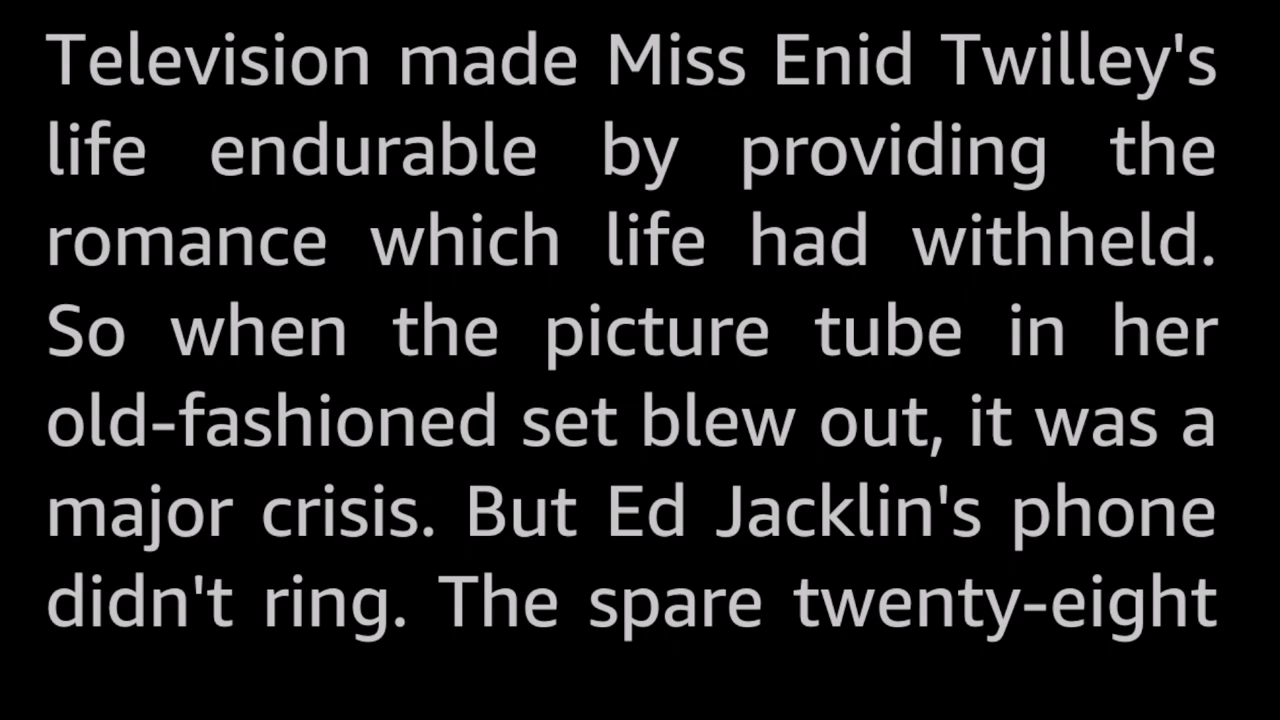 Television made Miss Enid Twilley's
life endurable by providing the
romance which life had withheld.
So when the picture tube in her
old-fashioned set blew out, it was a
major crisis. But Ed Jacklin's phone
didn't ring. The spare twenty-eight